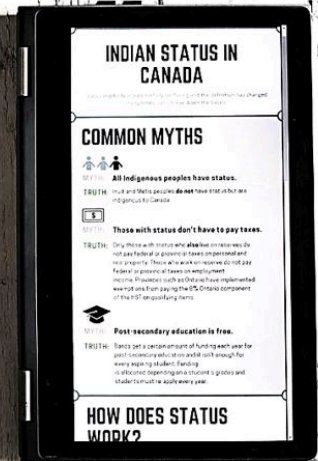 INDIAN STATUS IN
CANADA
COMMON MYTHS
MYTH: All Indigenous peoples have status.
TRUTH: Inuit and Metis peoples do not have status but are
indigenous to Canada
$
MYTH: Those with status don't have to pay taxes.
TRUTH: Only those with status who also live on reserves do
not pay federal or provincial taxes on personal and
real property. Those who work on reserve do not pay
federal or provincial taxes on employment
income. Provinces such as Ontario have implemented
exemptions from paying the 8% Ontario component
of the HST on qualifying items
MYTH: Post-secondary education is free.
TRUTH: Bands get a certain amount of funding each year for
post-secondary education and it isn't enough for
every aspiring student. Funding
is allocated depending on a student's grades and
students must re-apply every year.
HOW DOES STATUS
WORK?